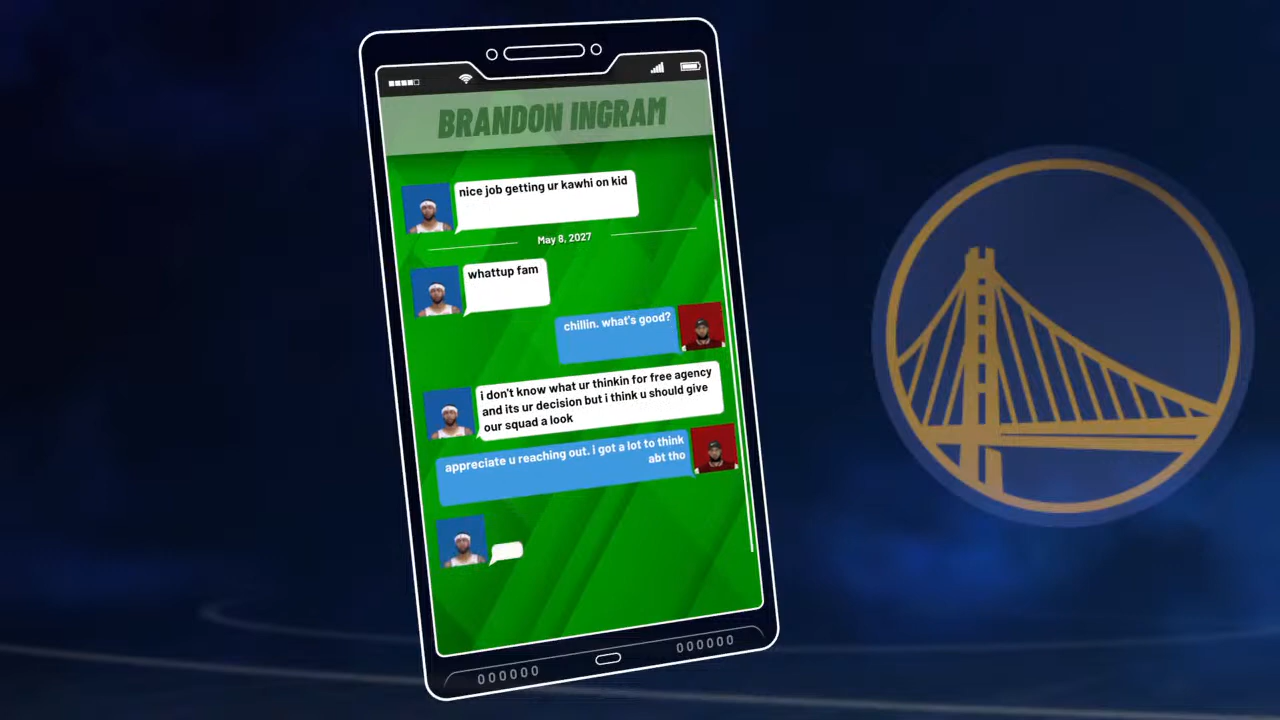 BRANDON INGRAM
nice job getting ur kawhi on kid
May 8, 2027
whattup fam
chillin. what's good?
i don't know what ur thinkin for free agency
and its ur decision but i think u should give
our squad a look
appreciate u reaching out. i got a lot to think
abt tho